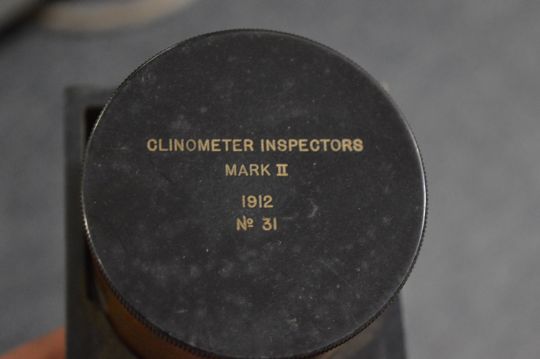 CLINOMETER INSPECTORS
MARK II
1912
Nº 31